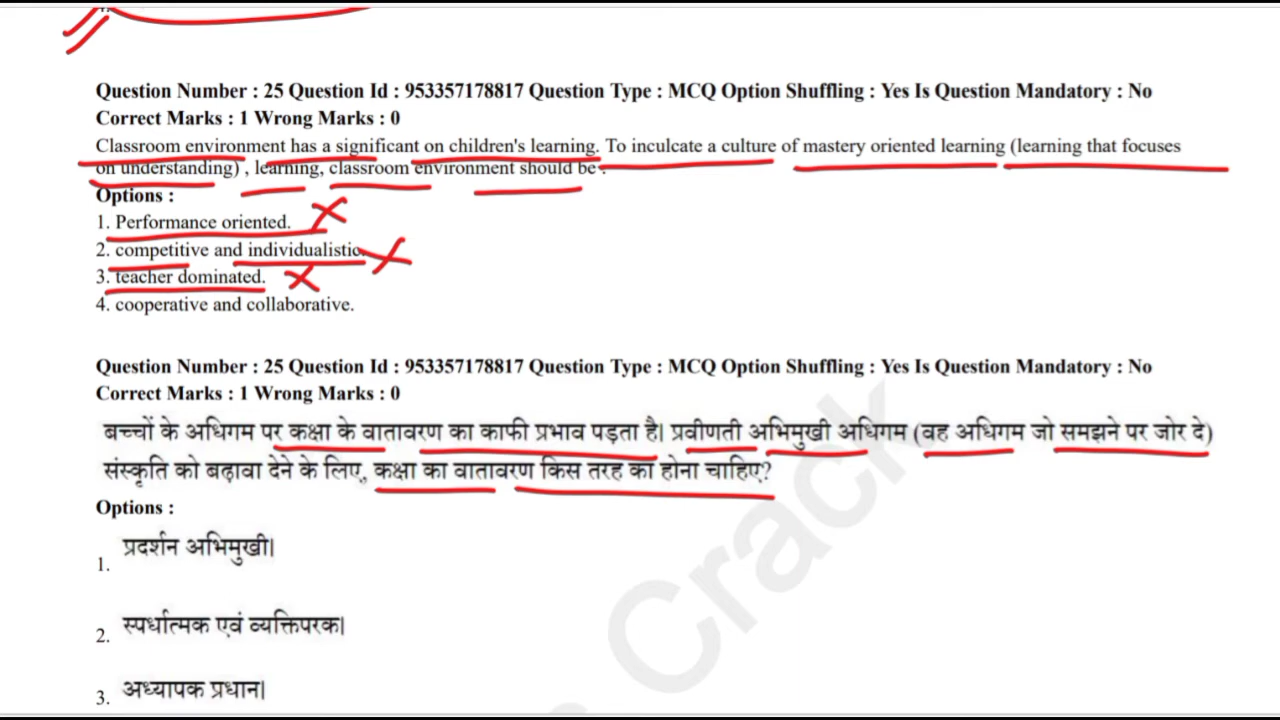 Question Number : 25 Question Id : 953357178817 Question Type : MCQ Option Shuffling : Yes Is Question Mandatory : No
Correct Marks : 1 Wrong Marks : 0
Classroom environment has a significant on children's learning. To inculcate a culture of mastery oriented learning (learning that focuses
on understanding) , learning, classroom environment should be :
Options :
1. Performance oriented.
2. competitive and individualistic.
3. teacher dominated.
4. cooperative and collaborative.
Question Number : 25 Question Id : 953357178817 Question Type : MCQ Option Shuffling : Yes Is Question Mandatory : No
Correct Marks : 1 Wrong Marks : 0
बच्चों के अधिगम पर कक्षा के वातावरण का काफी प्रभाव पड़ता है। प्रवीणती अभिमुखी अधिगम (वह अधिगम जो समझने पर जोर दे)
संस्कृति को बढ़ावा देने के लिए, कक्षा का वातावरण किस तरह का होना चाहिए?
Options :
1. प्रदर्शन अभिमुखी।
2. स्पर्धात्मक एवं व्यक्तिपरक।
3. अध्यापक प्रधान।
Crack